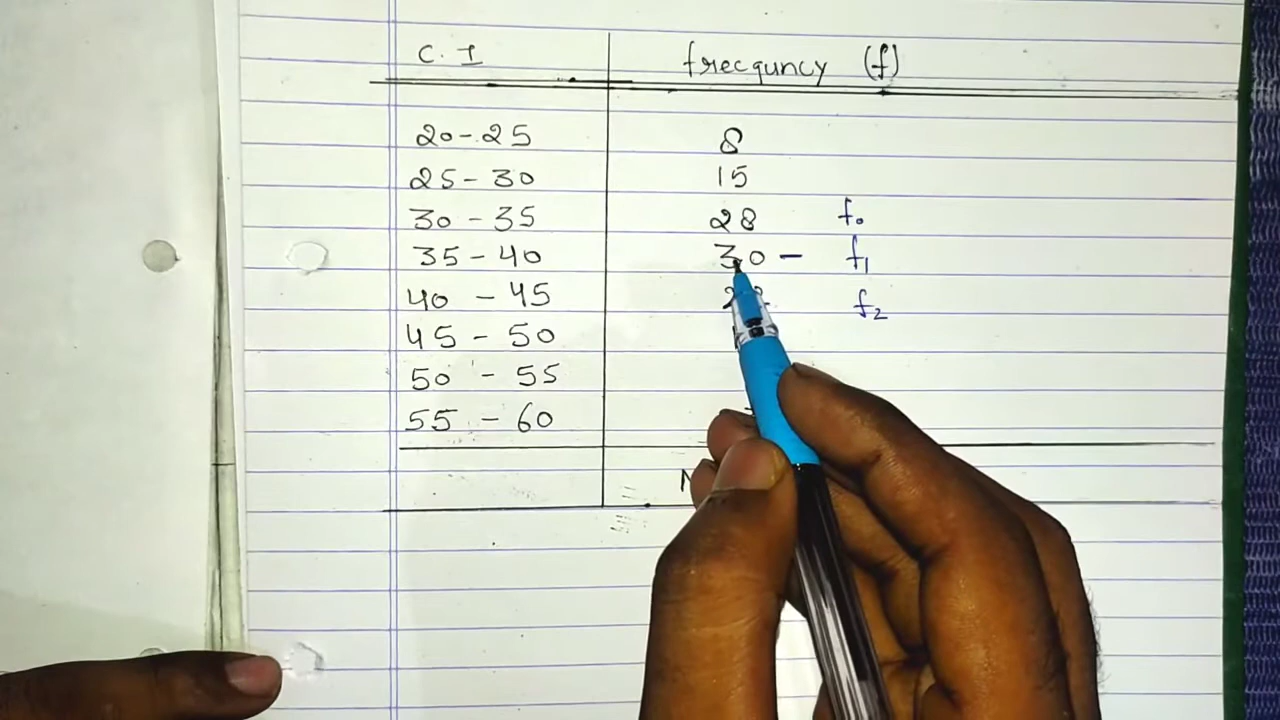 C. I frecquncy (f)
20-25 8
25-30 15
30-35 28 f₀
35-40 30 - f₁
40-45 f₂
45-50
50-55
55-60